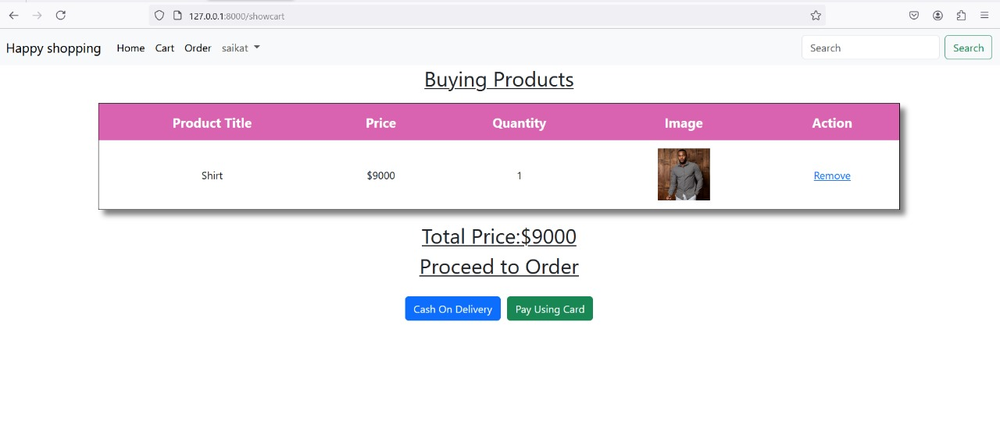 127.0.0.1:8000/showcart
Happy shopping Home Cart Order saikat Search Search
Buying Products
Product Title Price Quantity Image Action
Shirt $9000 1 Remove
Total Price:$9000
Proceed to Order
Cash On Delivery Pay Using Card